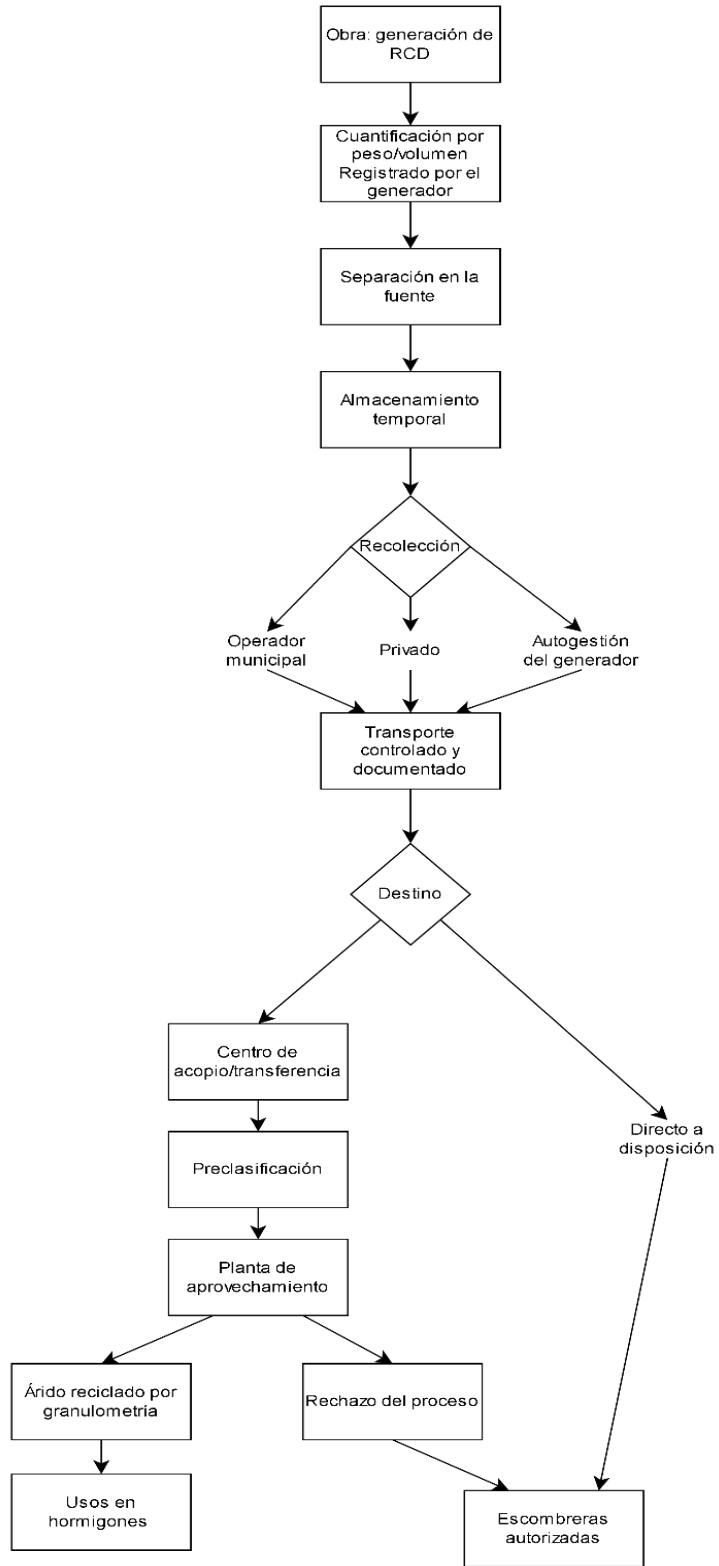 Obra: generación de
RCD
Cuantificación por
peso/volumen
Registrado por el
generador
Separación en la
fuente
Almacenamiento
temporal
Recolección
Operador
municipal
Privado
Autogestión
del generador
Transporte
controlado y
documentado
Destino
Centro de
acopio/transferencia
Preclasificación
Directo a
disposición
Planta de
aprovechamiento
Árido reciclado por
granulometría
Rechazo del proceso
Usos en
hormigones
Escombreras
autorizadas